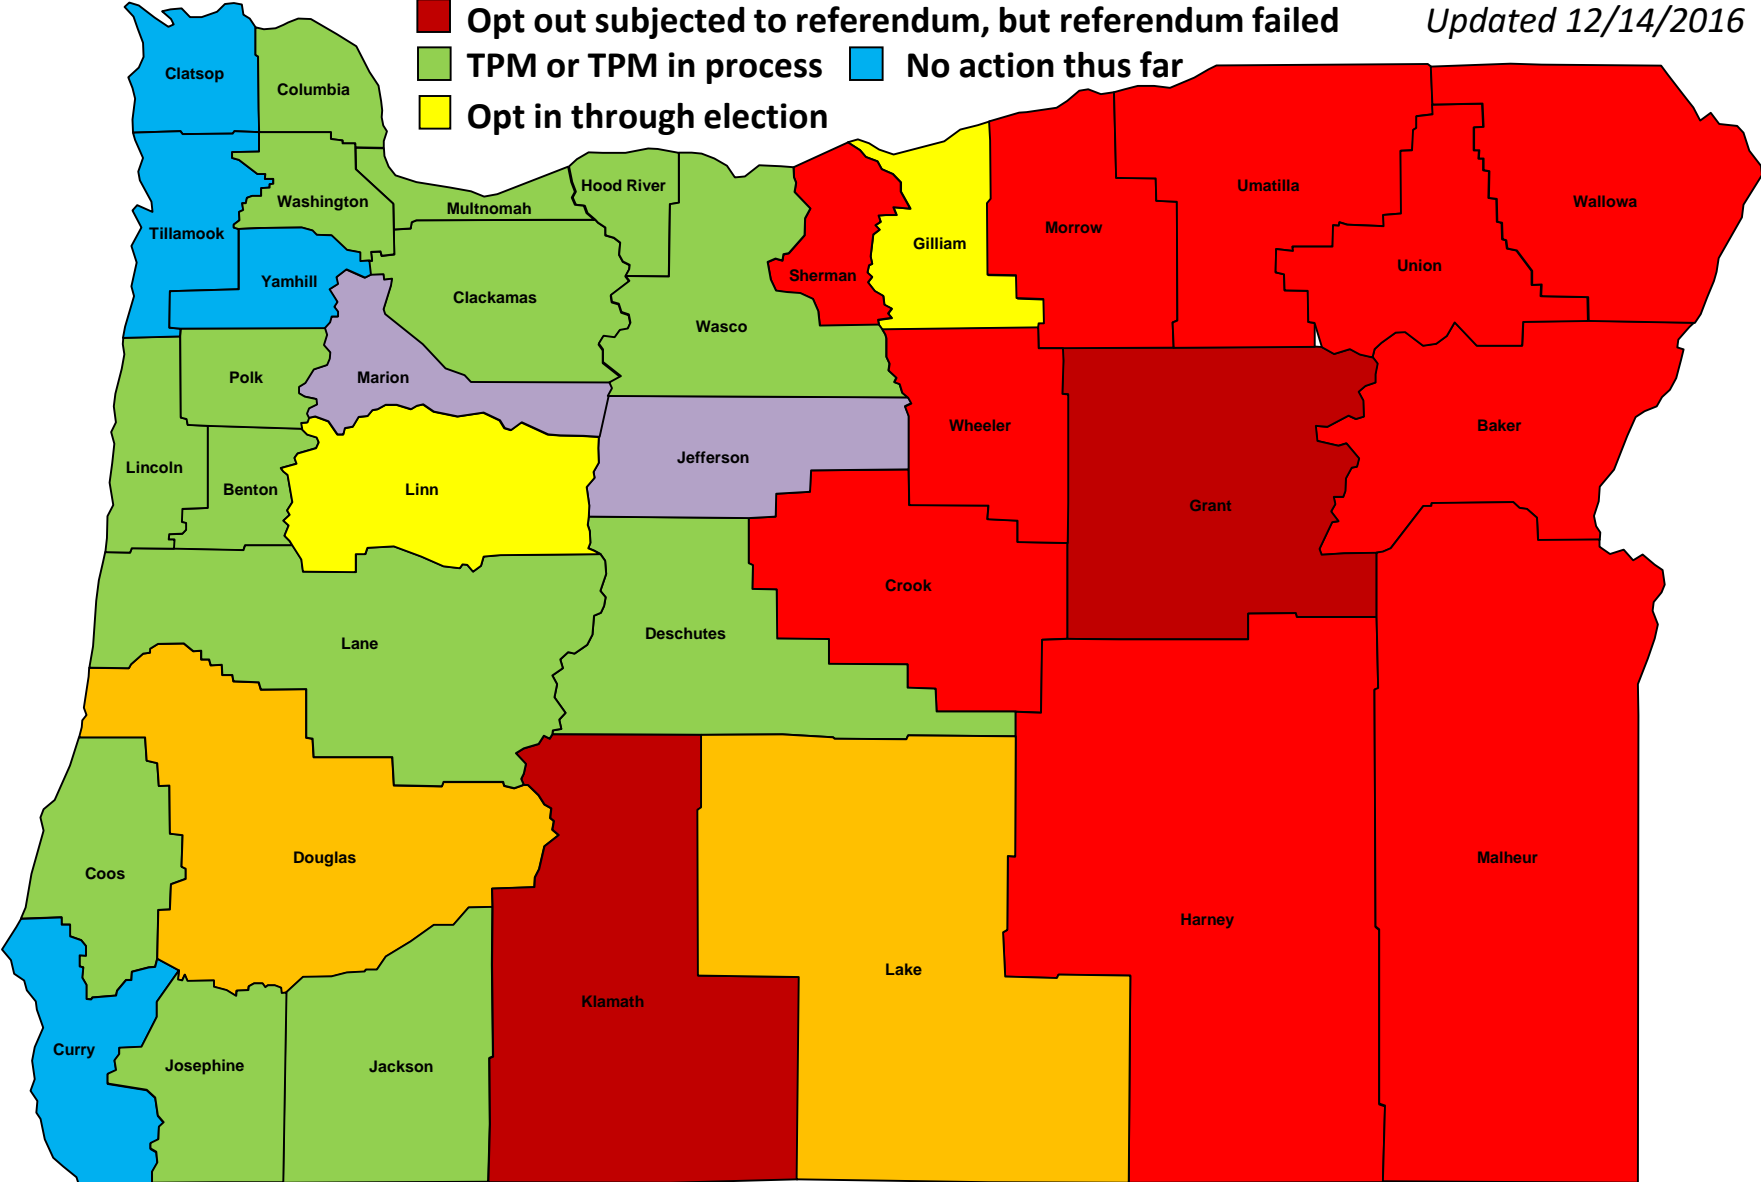 Opt out subjected to referendum, but referendum failed
Updated 12/14/2016
TPM or TPM in process
No action thus far
Opt in through election
Clatsop
Columbia
Hood River
Umatilla
Wallowa
Washington
Multnomah
Tillamook
Gilliam
Morrow
Union
Sherman
Yamhill
Clackamas
Wasco
Polk
Marion
Wheeler
Baker
Jefferson
Lincoln
Benton
Linn
Grant
Crook
Deschutes
Lane
Douglas
Malheur
Coos
Harney
Lake
Klamath
Curry
Josephine
Jackson